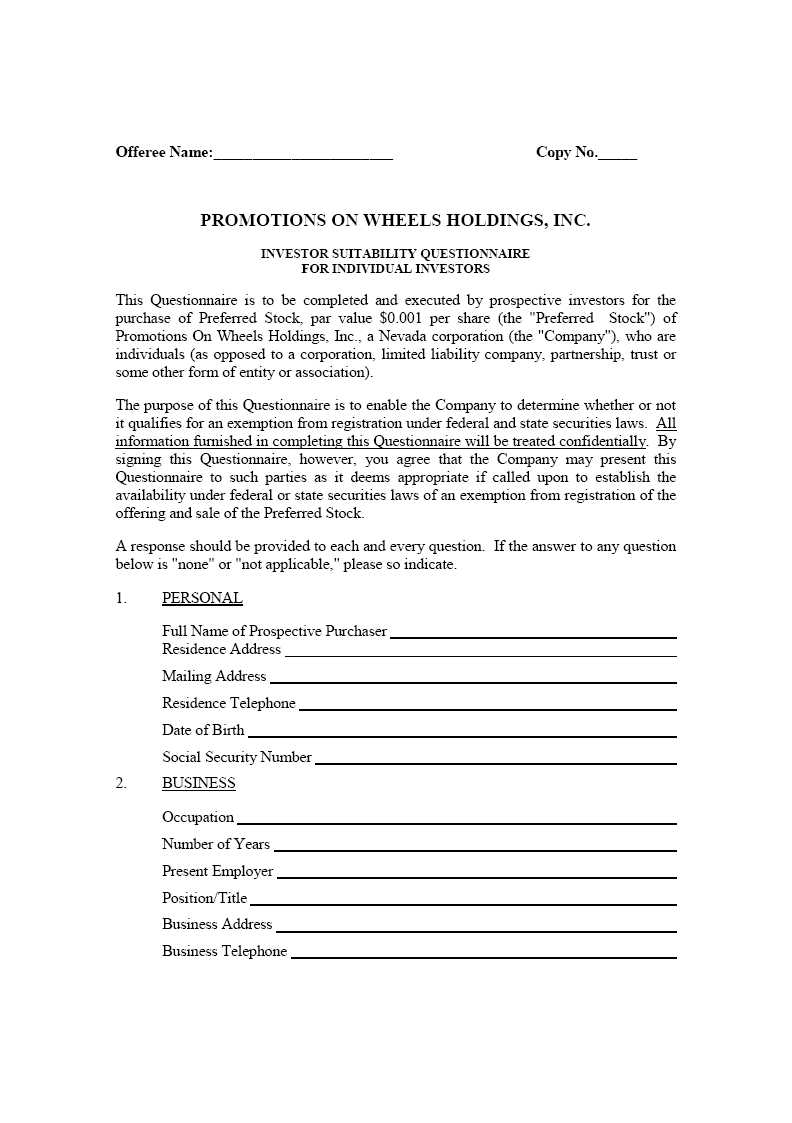 Offeree Name:_______________________ Copy No._____
PROMOTIONS ON WHEELS HOLDINGS, INC.
INVESTOR SUITABILITY QUESTIONNAIRE
FOR INDIVIDUAL INVESTORS
This Questionnaire is to be completed and executed by prospective investors for the
purchase of Preferred Stock, par value $0.001 per share (the "Preferred Stock") of
Promotions On Wheels Holdings, Inc., a Nevada corporation (the "Company"), who are
individuals (as opposed to a corporation, limited liability company, partnership, trust or
some other form of entity or association).
The purpose of this Questionnaire is to enable the Company to determine whether or not
it qualifies for an exemption from registration under federal and state securities laws. All
information furnished in completing this Questionnaire will be treated confidentially. By
signing this Questionnaire, however, you agree that the Company may present this
Questionnaire to such parties as it deems appropriate if called upon to establish the
availability under federal or state securities laws of an exemption from registration of the
offering and sale of the Preferred Stock.
A response should be provided to each and every question. If the answer to any question
below is "none" or "not applicable," please so indicate.
1. PERSONAL
Full Name of Prospective Purchaser
Residence Address
Mailing Address
Residence Telephone
Date of Birth
Social Security Number
2. BUSINESS
Occupation
Number of Years
Present Employer
Position/Title
Business Address
Business Telephone